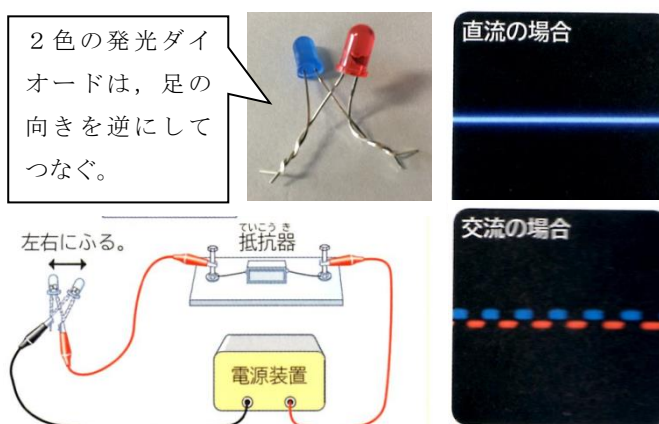 ２色の発光ダイ
オードは，足の
向きを逆にして
つなぐ。
直流の場合
左右にふる。
ていこうき
抵抗器
電源装置
交流の場合